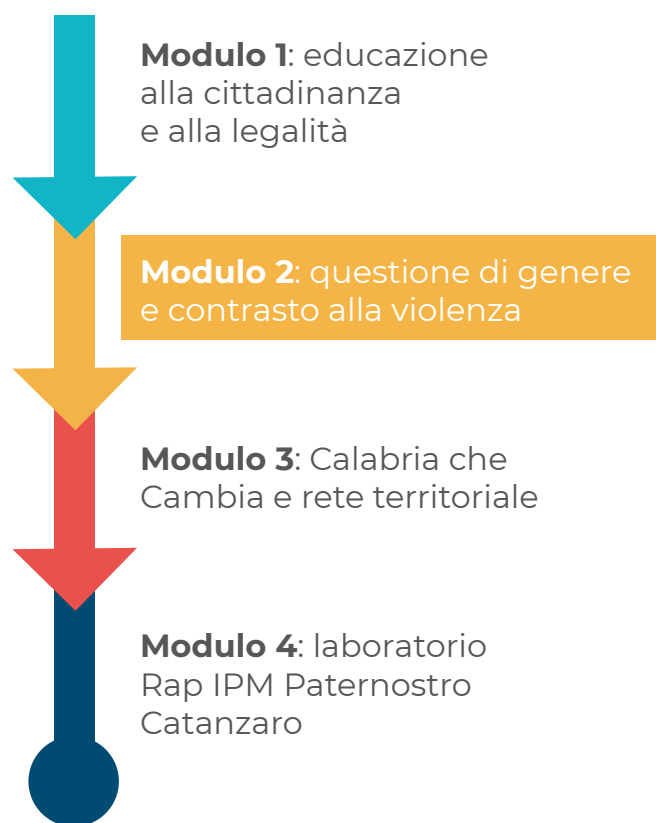 Modulo 1: educazione
alla cittadinanza
e alla legalità
Modulo 2: questione di genere
e contrasto alla violenza
Modulo 3: Calabria che
Cambia e rete territoriale
Modulo 4: laboratorio
Rap IPM Paternostro
Catanzaro